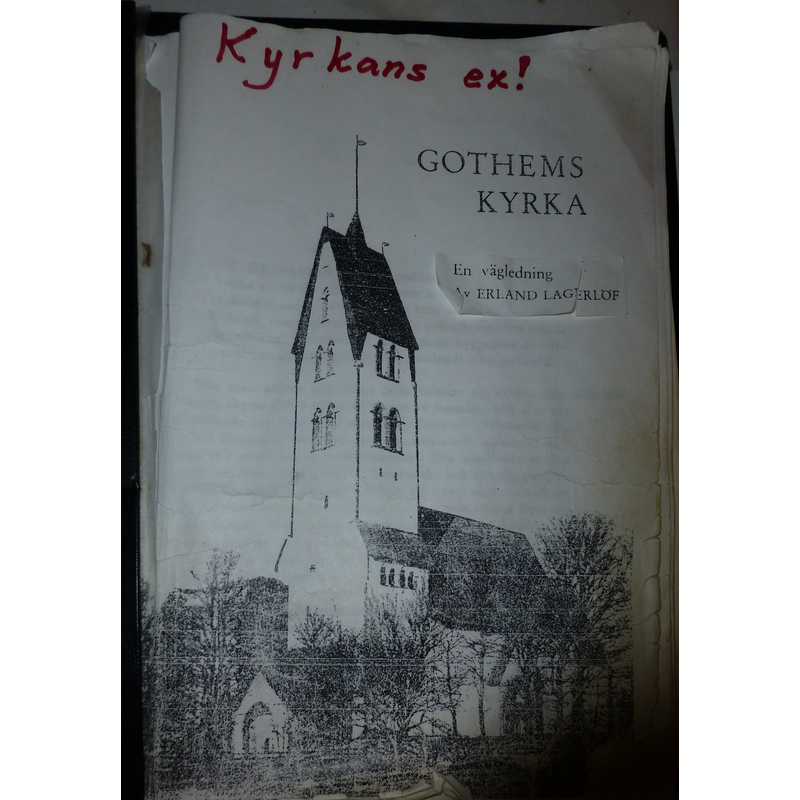 Kyrkans ex!
GOTHEMS
KYRKA
En vägledning
Av ERLAND LAGERLÖF